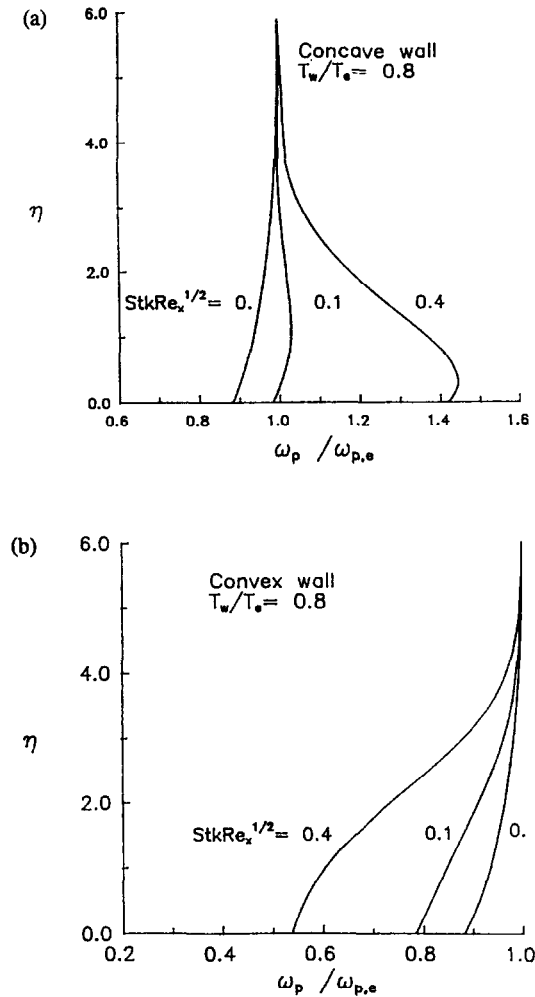 (a)
6.0
Concave wall
T_w/T_e= 0.8
4.0
η
2.0
StkRe_x^1/2= 0. 0.1 0.4
0.0
0.6 0.8 1.0 1.2 1.4 1.6
ω_p /ω_p,e
(b)
6.0
Convex wall
T_w/T_e= 0.8
4.0
η
2.0
StkRe_x^1/2= 0.4 0.1 0.
0.0
0.2 0.4 0.6 0.8 1.0
ω_p /ω_p,e